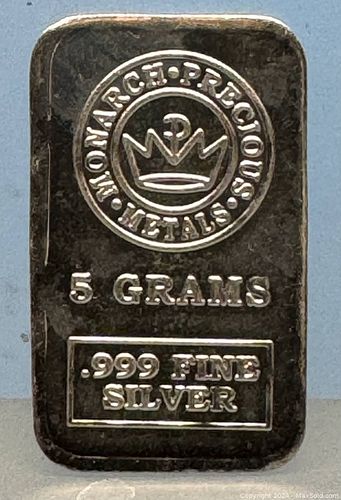 MONARCH • PRECIOUS • METALS •
5 GRAMS
.999 FINE
SILVER
Copyright 2024 - MaxSold.com